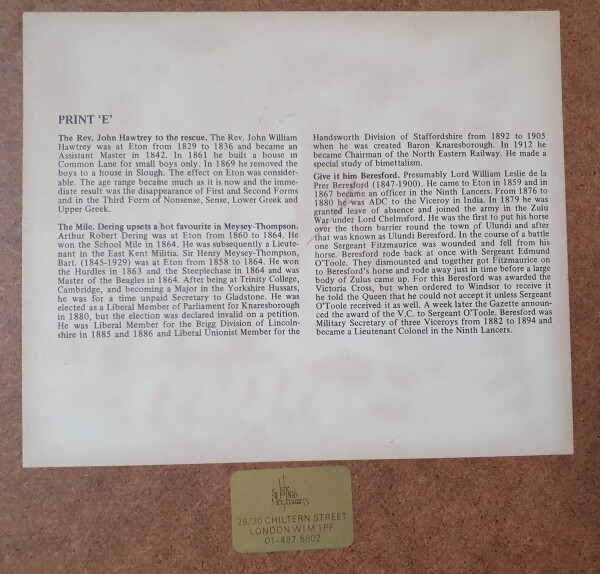 PRINT 'E'
The Rev. John Hawtrey to the rescue. The Rev. John William
Hawtrey was at Eton from 1829 to 1836 and became an
Assistant Master in 1842. In 1861 he built a house in
Common Lane for small boys only. In 1869 he removed the
boys to a house in Slough. The effect on Eton was consider-
able. The age range became much as it is now and the imme-
diate result was the disappearance of First and Second Forms
and in the Third Form of Nonsense, Sense, Lower Greek and
Upper Greek.
The Mile. Dering upsets a hot favourite in Meysey-Thompson.
Arthur Robert Dering was at Eton from 1860 to 1864. He
won the School Mile in 1864. He was subsequently a Lieute-
nant in the East Kent Militia. Sir Henry Meysey-Thompson,
Bart. (1845-1929) was at Eton from 1858 to 1864. He won
the Hurdles in 1863 and the Steeplechase in 1864 and was
Master of the Beagles in 1864. After being at Trinity College,
Cambridge, and becoming a Major in the Yorkshire Hussars,
he was for a time unpaid Secretary to Gladstone. He was
elected as a Liberal Member of Parliament for Knaresborough
in 1880, but the election was declared invalid on a petition.
He was Liberal Member for the Brigg Division of Lincoln-
shire in 1885 and 1886 and Liberal Unionist Member for the
Handsworth Division of Staffordshire from 1892 to 1905
when he was created Baron Knaresborough. In 1912 he
became Chairman of the North Eastern Railway. He made a
special study of bimettalism.
Give it him Beresford. Presumably Lord William Leslie de la
Prer Beresford (1847-1900). He came to Eton in 1859 and in
1867 became an officer in the Ninth Lancers. From 1876 to
1880 he was ADC to the Viceroy in India. In 1879 he was
granted leave of absence and joined the army in the Zulu
War under Lord Chelmsford. He was the first to put his horse
over the thorn barrier round the town of Ulundi and after
that was known as Ulundi Beresford. In the course of a battle
one Sergeant Fitzmaurice was wounded and fell from his
horse. Beresford rode back at once with Sergeant Edmund
O'Toole. They dismounted and together got Fitzmaurice on
to Beresford's horse and rode away just in time before a large
body of Zulus came up. For this Beresford was awarded the
Victoria Cross, but when ordered to Windsor to receive it
he told the Queen that he could not accept it unless Sergeant
O'Toole received it as well. A week later the Gazette announ-
ced the award of the V.C. to Sergeant O'Toole. Beresford was
Military Secretary of three Viceroys from 1882 to 1894 and
became a Lieutenant Colonel in the Ninth Lancers.
28/30 CHILTERN STREET
LONDON W1M 1PF
01-487 5802